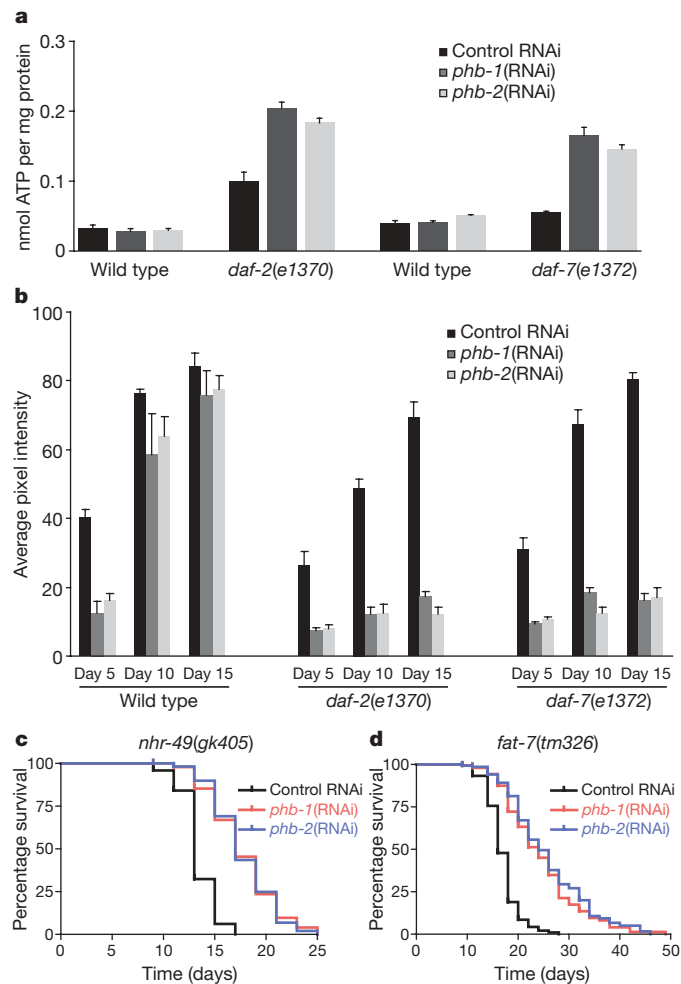 a
nmol ATP per mg protein
0.3
0.2
0.1
0
Control RNAi
phb-1(RNAi)
phb-2(RNAi)
Wild type
daf-2(e1370)
Wild type
daf-7(e1372)
b
Average pixel intensity
100
80
60
40
20
0
Control RNAi
phb-1(RNAi)
phb-2(RNAi)
Day 5 Day 10 Day 15
Day 5 Day 10 Day 15
Day 5 Day 10 Day 15
Wild type
daf-2(e1370)
daf-7(e1372)
c
nhr-49(gk405)
Percentage survival
100
75
50
25
0
Control RNAi
phb-1(RNAi)
phb-2(RNAi)
0 5 10 15 20 25
Time (days)
d
fat-7(tm326)
Percentage survival
100
75
50
25
0
Control RNAi
phb-1(RNAi)
phb-2(RNAi)
0 10 20 30 40 50
Time (days)